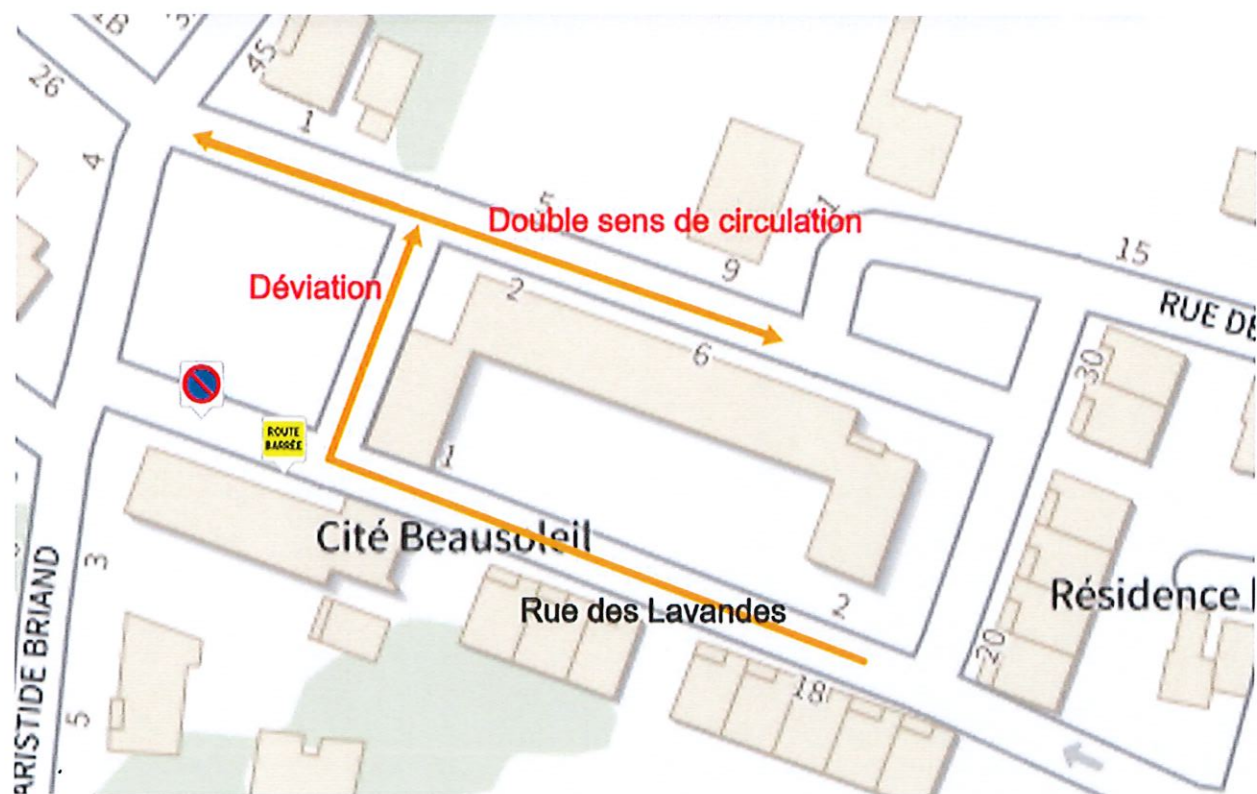 26
4
45
1
5
Double sens de circulation
9
15
RUE DE
Déviation
2
6
30
ROUTE
BARRÉE
1
Cité Beausoleil
3
Rue des Lavandes
2
Résidence
20
18
5
ARISTIDE BRIAND